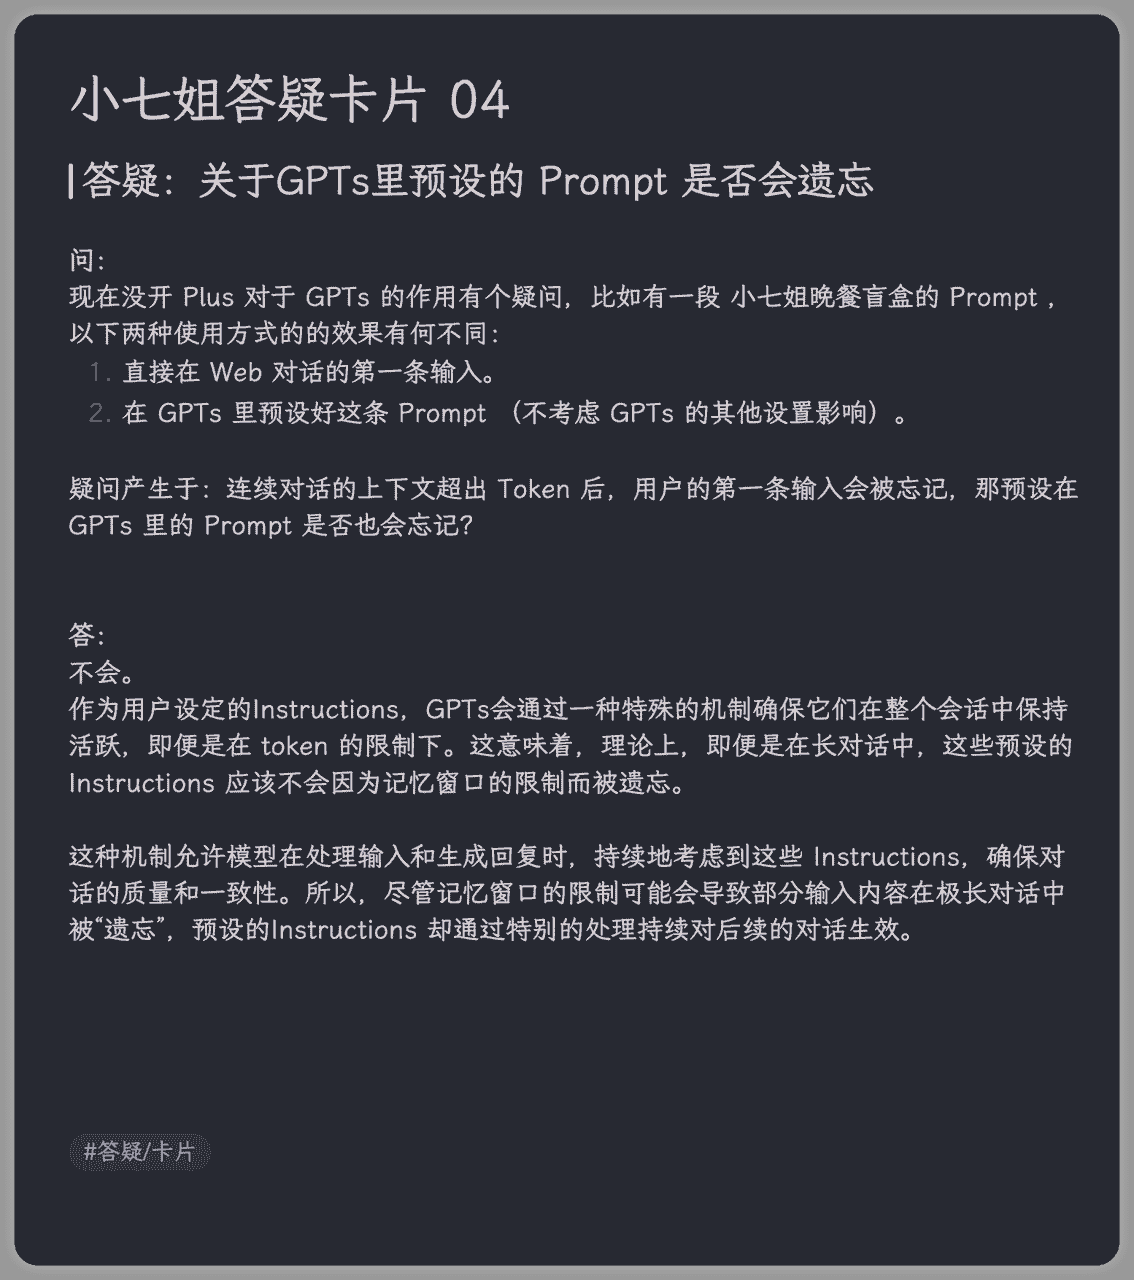 小七姐答疑卡片 04
答疑：关于GPTs里预设的 Prompt 是否会遗忘
问：
现在没开 Plus 对于 GPTs 的作用有个疑问，比如有一段 小七姐晚餐盲盒的 Prompt ，
以下两种使用方式的的效果有何不同：
1. 直接在 Web 对话的第一条输入。
2. 在 GPTs 里预设好这条 Prompt （不考虑 GPTs 的其他设置影响）。
疑问产生于：连续对话的上下文超出 Token 后，用户的第一条输入会被忘记，那预设在
GPTs 里的 Prompt 是否也会忘记？
答：
不会。
作为用户设定的Instructions，GPTs会通过一种特殊的机制确保它们在整个会话中保持
活跃，即便是在 token 的限制下。这意味着，理论上，即便是在长对话中，这些预设的
Instructions 应该不会因为记忆窗口的限制而被遗忘。
这种机制允许模型在处理输入和生成回复时，持续地考虑到这些 Instructions，确保对
话的质量和一致性。所以，尽管记忆窗口的限制可能会导致部分输入内容在极长对话中
被“遗忘”，预设的Instructions 却通过特别的处理持续对后续的对话生效。
#答疑/卡片